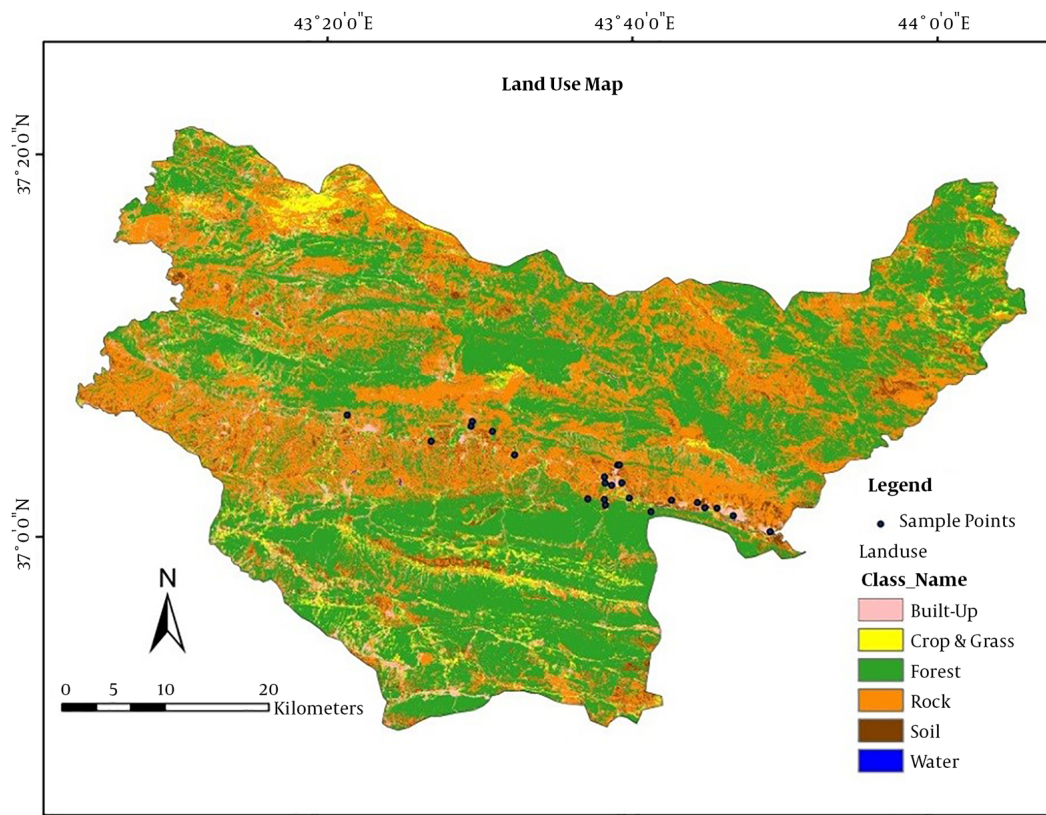 43°20'0"E 43°40'0"E 44°0'0"E
Land Use Map
37°20'0"N
37°0'0"N
Legend
Sample Points
Landuse
Class_Name
Built-Up
Crop & Grass
Forest
Rock
Soil
Water
N
0 5 10 20
Kilometers